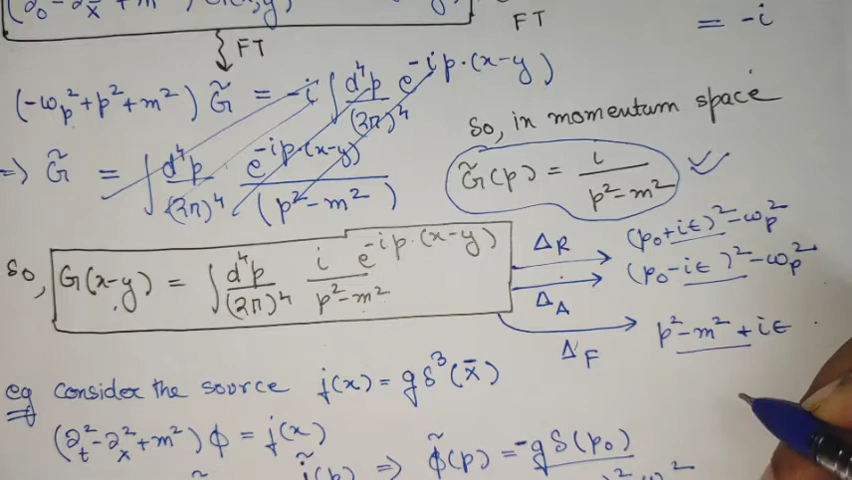 FT
FT
= -i
(-ω_p² + p² + m²) G̃ = -i ∫ d⁴p/(2π)⁴ e^{-ip·(x-y)}
So, in momentum space
=> G̃ = ∫ d⁴p/(2π)⁴ e^{-ip·(x-y)}/(p²-m²)
G̃(p) = i/(p²-m²)
So, G(x-y) = ∫ d⁴p/(2π)⁴ i/(p²-m²) e^{-ip·(x-y)}
Δ_R (p₀+iε)² - ω_p²
Δ_A (p₀-iε)² - ω_p²
Δ_F p²-m²+iε
eg Consider the source j(x) = gδ³(x̄)
(∂_t² - ∂_x² + m²) φ = j(x)
j̃(p) => φ̃(p) = -gδ(p₀)